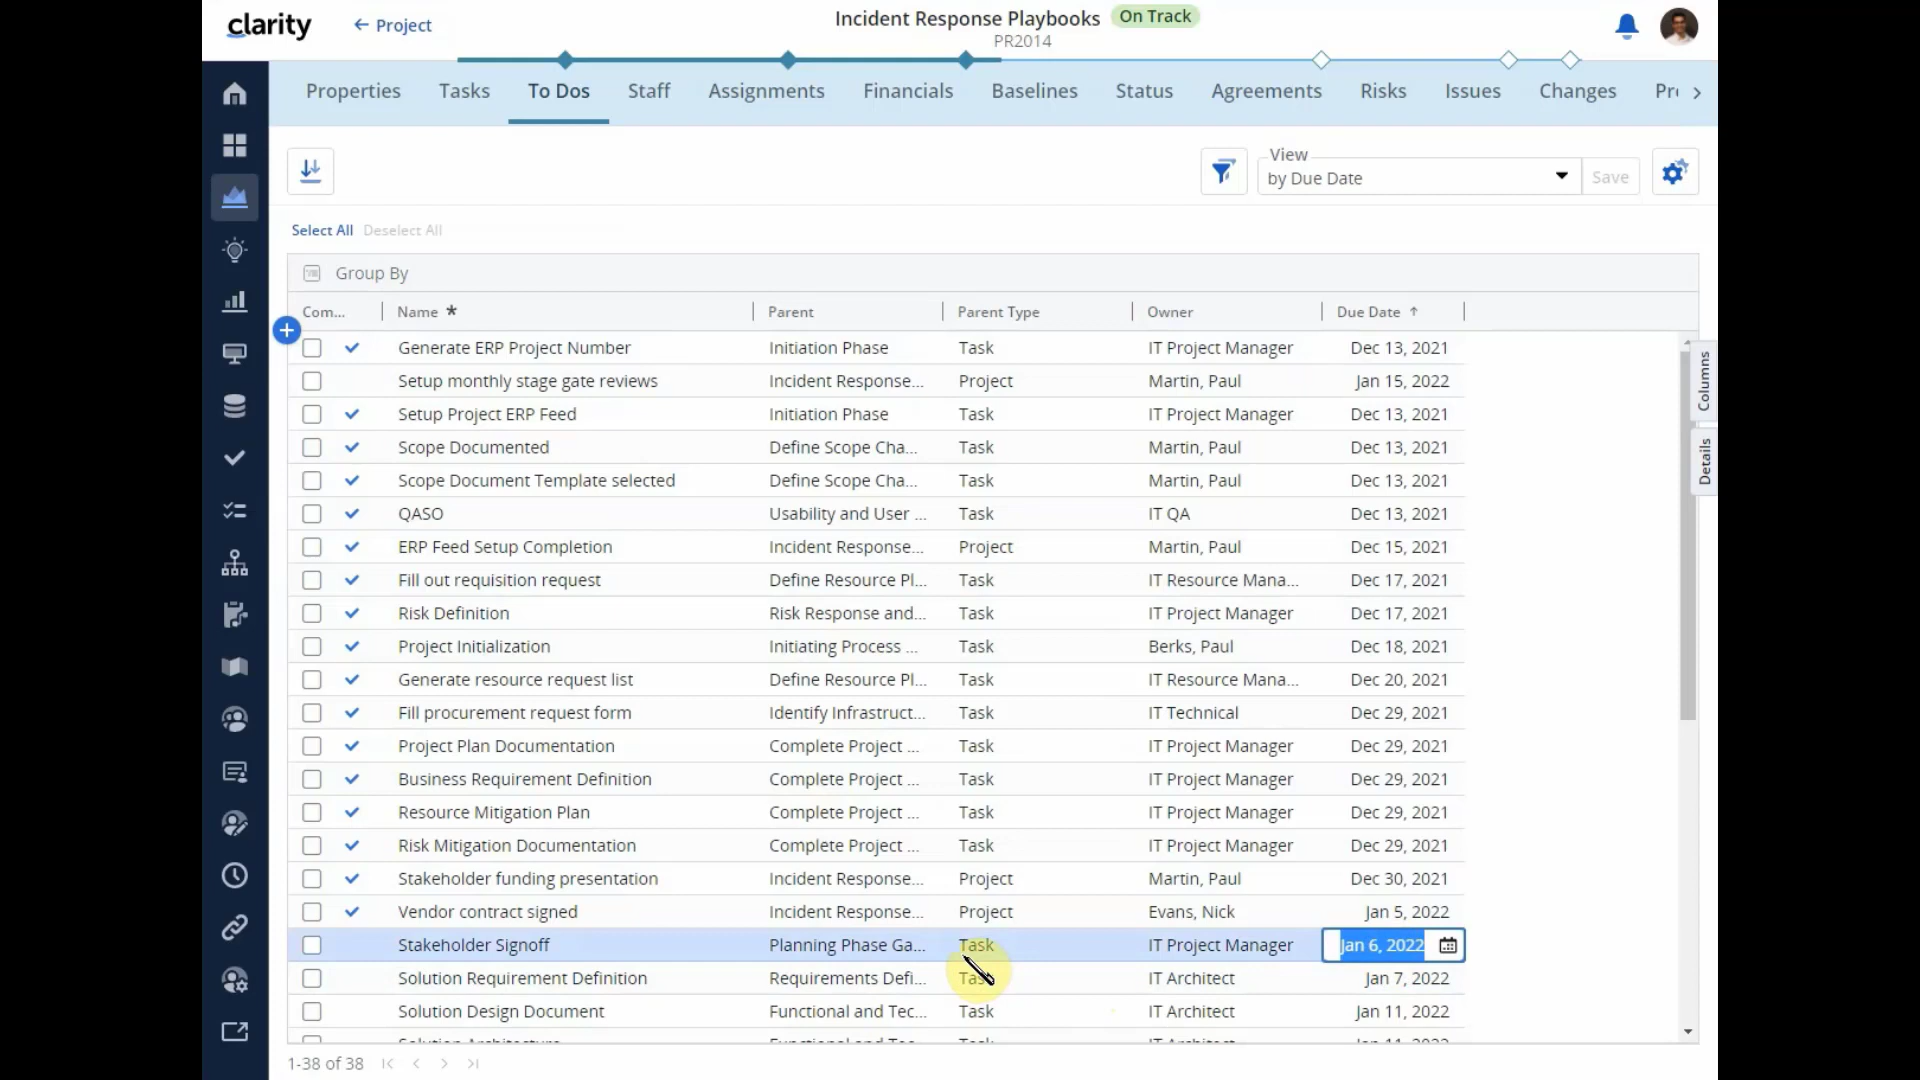 clarity
← Project
Incident Response Playbooks On Track
PR2014
Properties Tasks To Dos Staff Assignments Financials Baselines Status Agreements Risks Issues Changes
View
by Due Date
Save
Select All Deselect All
Group By
Com... Name * Parent Parent Type Owner Due Date ↑
Generate ERP Project Number Initiation Phase Task IT Project Manager Dec 13, 2021
Setup monthly stage gate reviews Incident Response... Project Martin, Paul Jan 15, 2022
Setup Project ERP Feed Initiation Phase Task IT Project Manager Dec 13, 2021
Scope Documented Define Scope Cha... Task Martin, Paul Dec 13, 2021
Scope Document Template selected Define Scope Cha... Task Martin, Paul Dec 13, 2021
QASO Usability and User ... Task IT QA Dec 13, 2021
ERP Feed Setup Completion Incident Response... Project Martin, Paul Dec 15, 2021
Fill out requisition request Define Resource Pl... Task IT Resource Mana... Dec 17, 2021
Risk Definition Risk Response and... Task IT Project Manager Dec 17, 2021
Project Initialization Initiating Process ... Task Berks, Paul Dec 18, 2021
Generate resource request list Define Resource Pl... Task IT Resource Mana... Dec 20, 2021
Fill procurement request form Identify Infrastruct... Task IT Technical Dec 29, 2021
Project Plan Documentation Complete Project ... Task IT Project Manager Dec 29, 2021
Business Requirement Definition Complete Project ... Task IT Project Manager Dec 29, 2021
Resource Mitigation Plan Complete Project ... Task IT Project Manager Dec 29, 2021
Risk Mitigation Documentation Complete Project ... Task IT Project Manager Dec 29, 2021
Stakeholder funding presentation Incident Response... Project Martin, Paul Dec 30, 2021
Vendor contract signed Incident Response... Project Evans, Nick Jan 5, 2022
Stakeholder Signoff Planning Phase Ga... Task IT Project Manager Jan 6, 2022
Solution Requirement Definition Requirements Defi... Task IT Architect Jan 7, 2022
Solution Design Document Functional and Tec... Task IT Architect Jan 11, 2022
1-38 of 38
Columns
Details